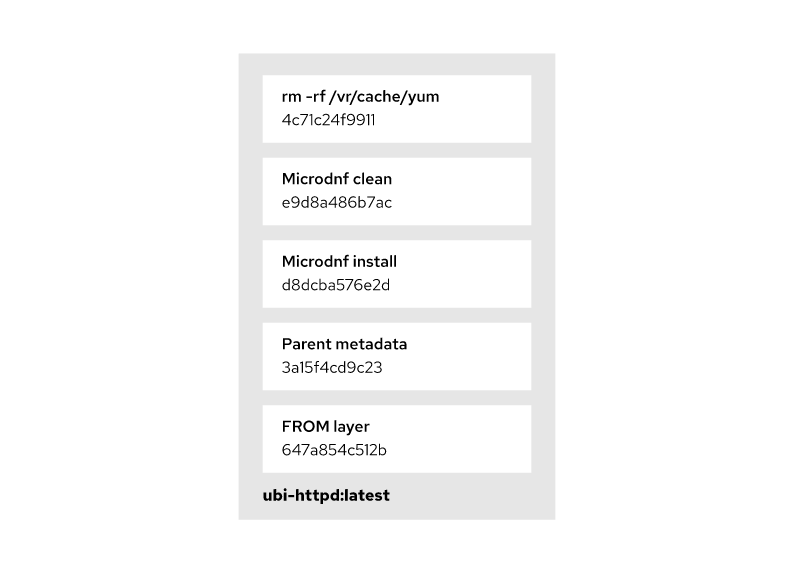 rm -rf /vr/cache/yum
4c71c24f9911
Microdnf clean
e9d8a486b7ac
Microdnf install
d8dcba576e2d
Parent metadata
3a15f4cd9c23
FROM layer
647a854c512b
ubi-httpd:latest